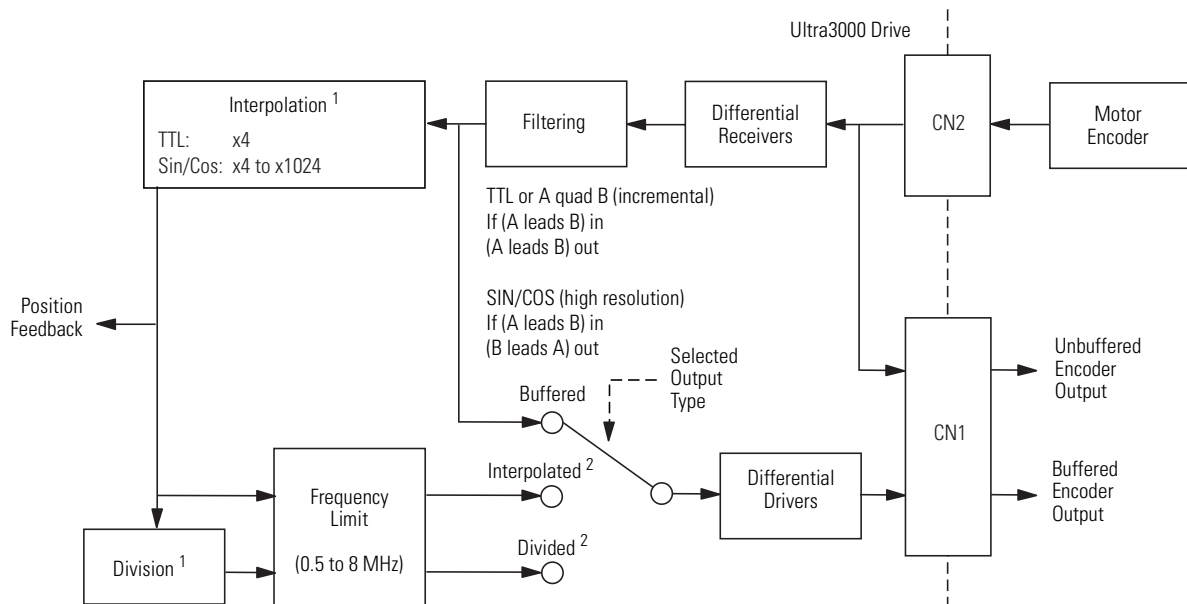 Ultra3000 Drive
Interpolation 1
TTL: x4
Sin/Cos: x4 to x1024
Filtering
Differential
Receivers
CN2
Motor
Encoder
TTL or A quad B (incremental)
If (A leads B) in
(A leads B) out
SIN/COS (high resolution)
If (A leads B) in
(B leads A) out
Position
Feedback
Selected
Output
Type
Unbuffered
Encoder
Output
Buffered
CN1
Interpolated 2
Differential
Drivers
Buffered
Encoder
Output
Frequency
Limit
(0.5 to 8 MHz)
Division 1
Divided 2